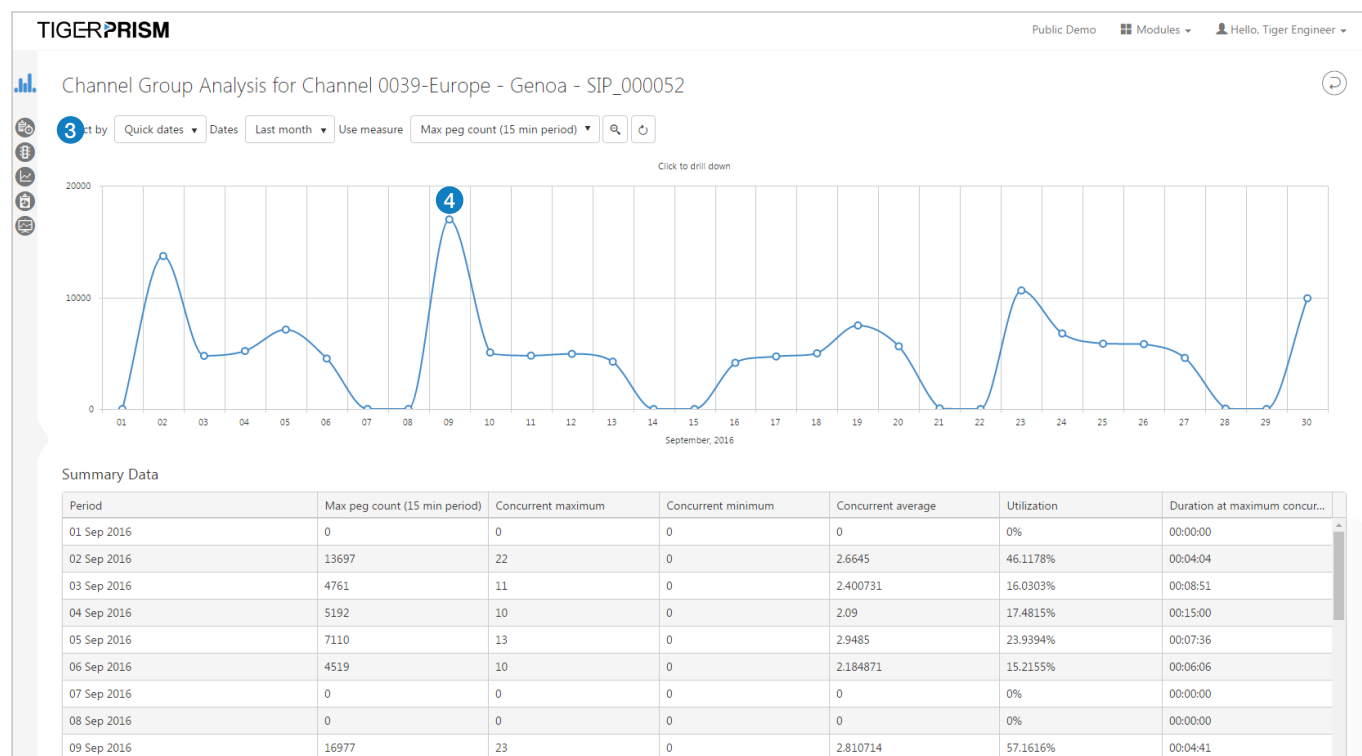 TIGER PRISM
Public Demo Modules Hello, Tiger Engineer
Channel Group Analysis for Channel 0039-Europe - Genoa - SIP_000052
3 ct by Quick dates Dates Last month Use measure Max peg count (15 min period)
Click to drill down
20000
4
10000
0
01 02 03 04 05 06 07 08 09 10 11 12 13 14 15 16 17 18 19 20 21 22 23 24 25 26 27 28 29 30
September, 2016
Summary Data
Period Max peg count (15 min period) Concurrent maximum Concurrent minimum Concurrent average Utilization Duration at maximum concur...
01 Sep 2016 0 0 0 0 0% 00:00:00
02 Sep 2016 13697 22 0 2.6645 46.1178% 00:04:04
03 Sep 2016 4761 11 0 2.400731 16.0303% 00:08:51
04 Sep 2016 5192 10 0 2.09 17.4815% 00:15:00
05 Sep 2016 7110 13 0 2.9485 23.9394% 00:07:36
06 Sep 2016 4519 10 0 2.184871 15.2155% 00:06:06
07 Sep 2016 0 0 0 0 0% 00:00:00
08 Sep 2016 0 0 0 0 0% 00:00:00
09 Sep 2016 16977 23 0 2.810714 57.1616% 00:04:41